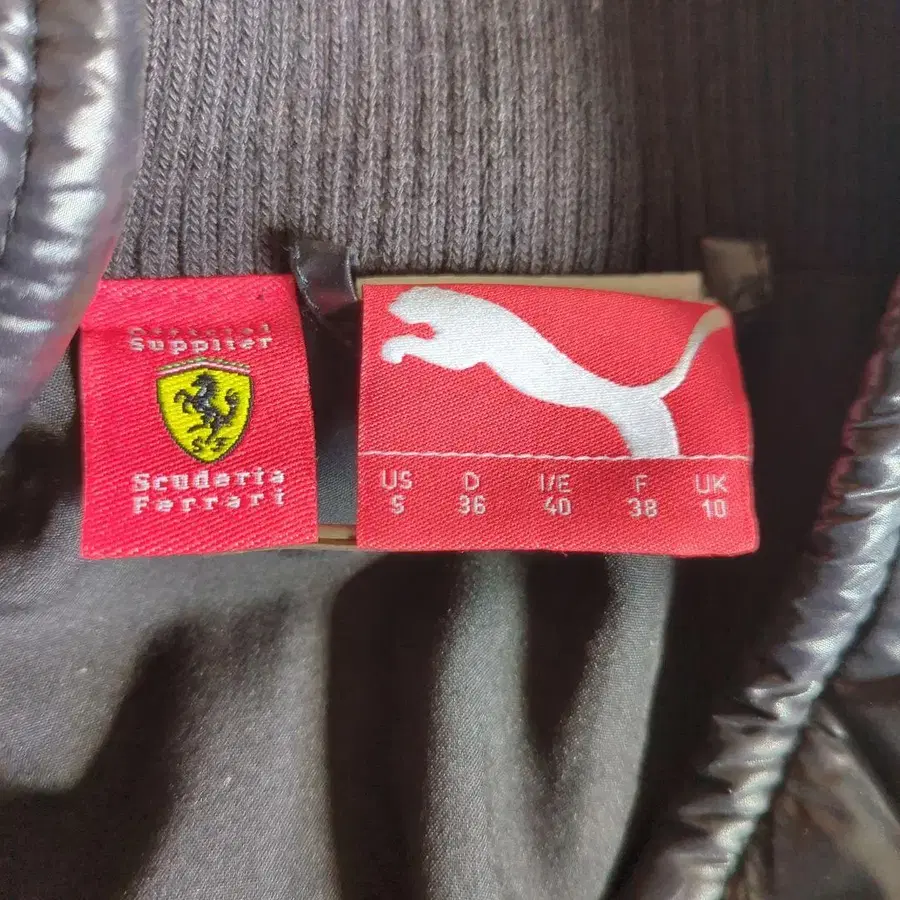 Official
Supplier
S F
Scuderia
Ferrari
US D I/E F UK
S 36 40 38 10